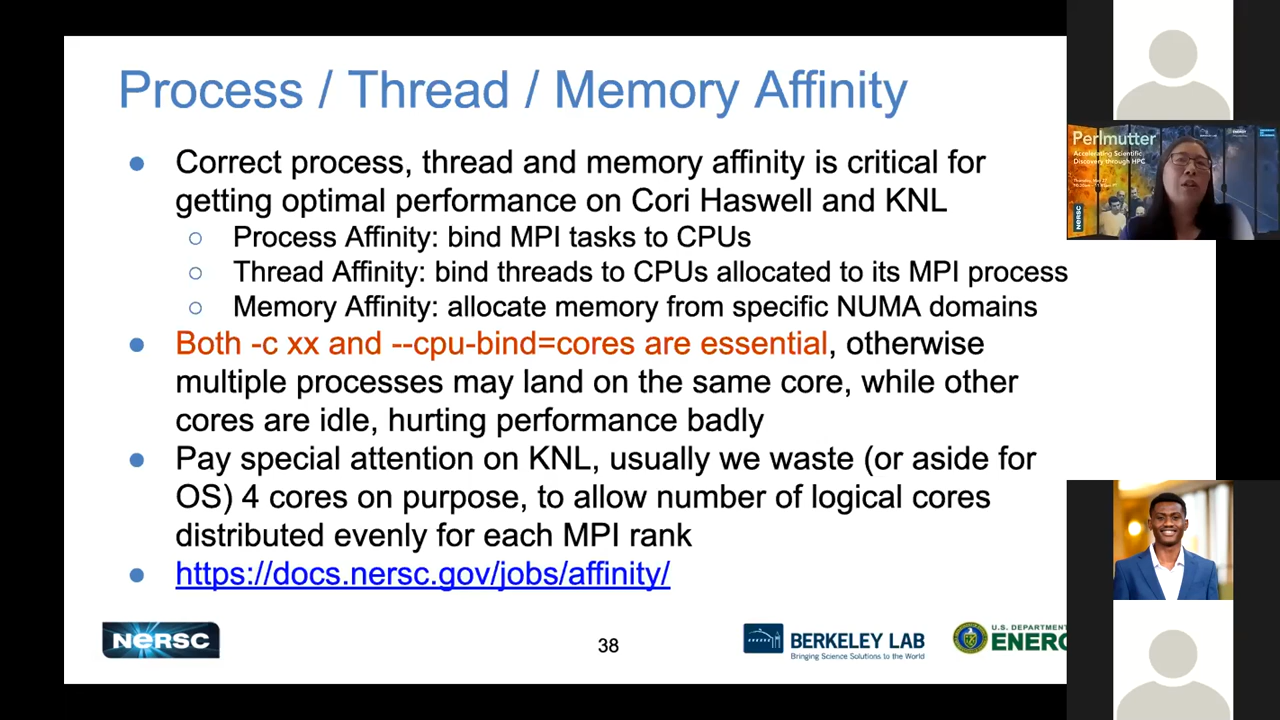 Process / Thread / Memory Affinity
● Correct process, thread and memory affinity is critical for
getting optimal performance on Cori Haswell and KNL
○ Process Affinity: bind MPI tasks to CPUs
○ Thread Affinity: bind threads to CPUs allocated to its MPI process
○ Memory Affinity: allocate memory from specific NUMA domains
● Both -c xx and --cpu-bind=cores are essential, otherwise
multiple processes may land on the same core, while other
cores are idle, hurting performance badly
● Pay special attention on KNL, usually we waste (or aside for
OS) 4 cores on purpose, to allow number of logical cores
distributed evenly for each MPI rank
● https://docs.nersc.gov/jobs/affinity/
NERSC
38
BERKELEY LAB
Bringing Science Solutions to the World
U.S. DEPARTMENT
ENERG
Perlmutter
Accelerating Scientific
Discovery through HPC
NERSC